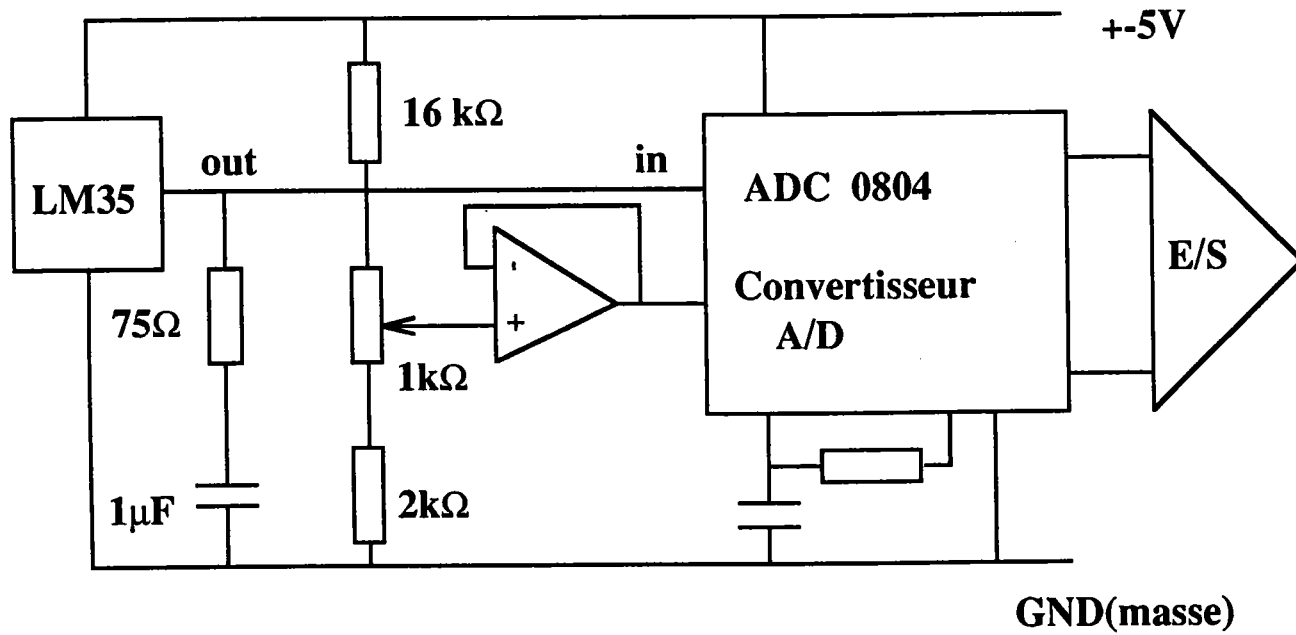 +-5V
16 kΩ
out
in
LM35
ADC 0804
E/S
-
Convertisseur
75Ω
+
A/D
1kΩ
1µF
2kΩ
GND(masse)